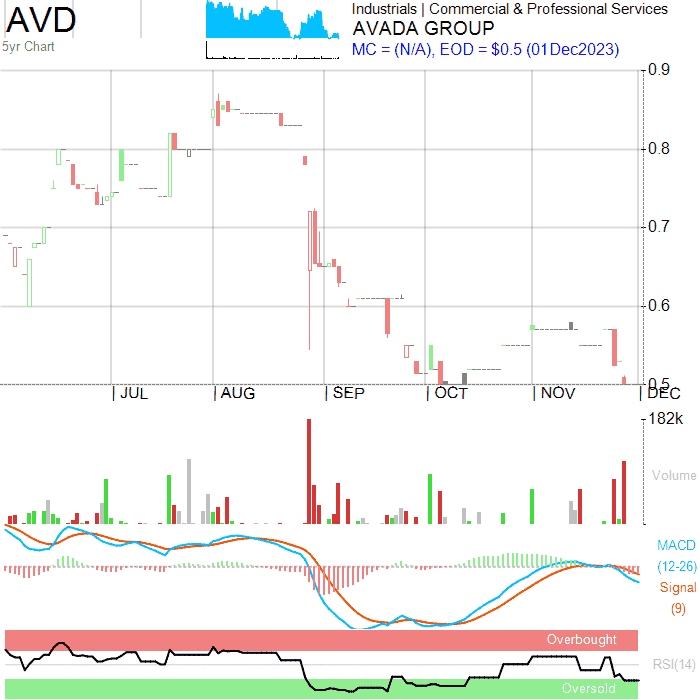 AVD
5yr Chart
Industrials | Commercial & Professional Services
AVADA GROUP
MC = (N/A), EOD = $0.5 (01Dec2023)
0.9
0.8
0.7
0.6
0.5
JUL
AUG
SEP
OCT
NOV
DEC
182k
Volume
MACD
(12-26)
Signal
(9)
Overbought
RSI(14)
Oversold